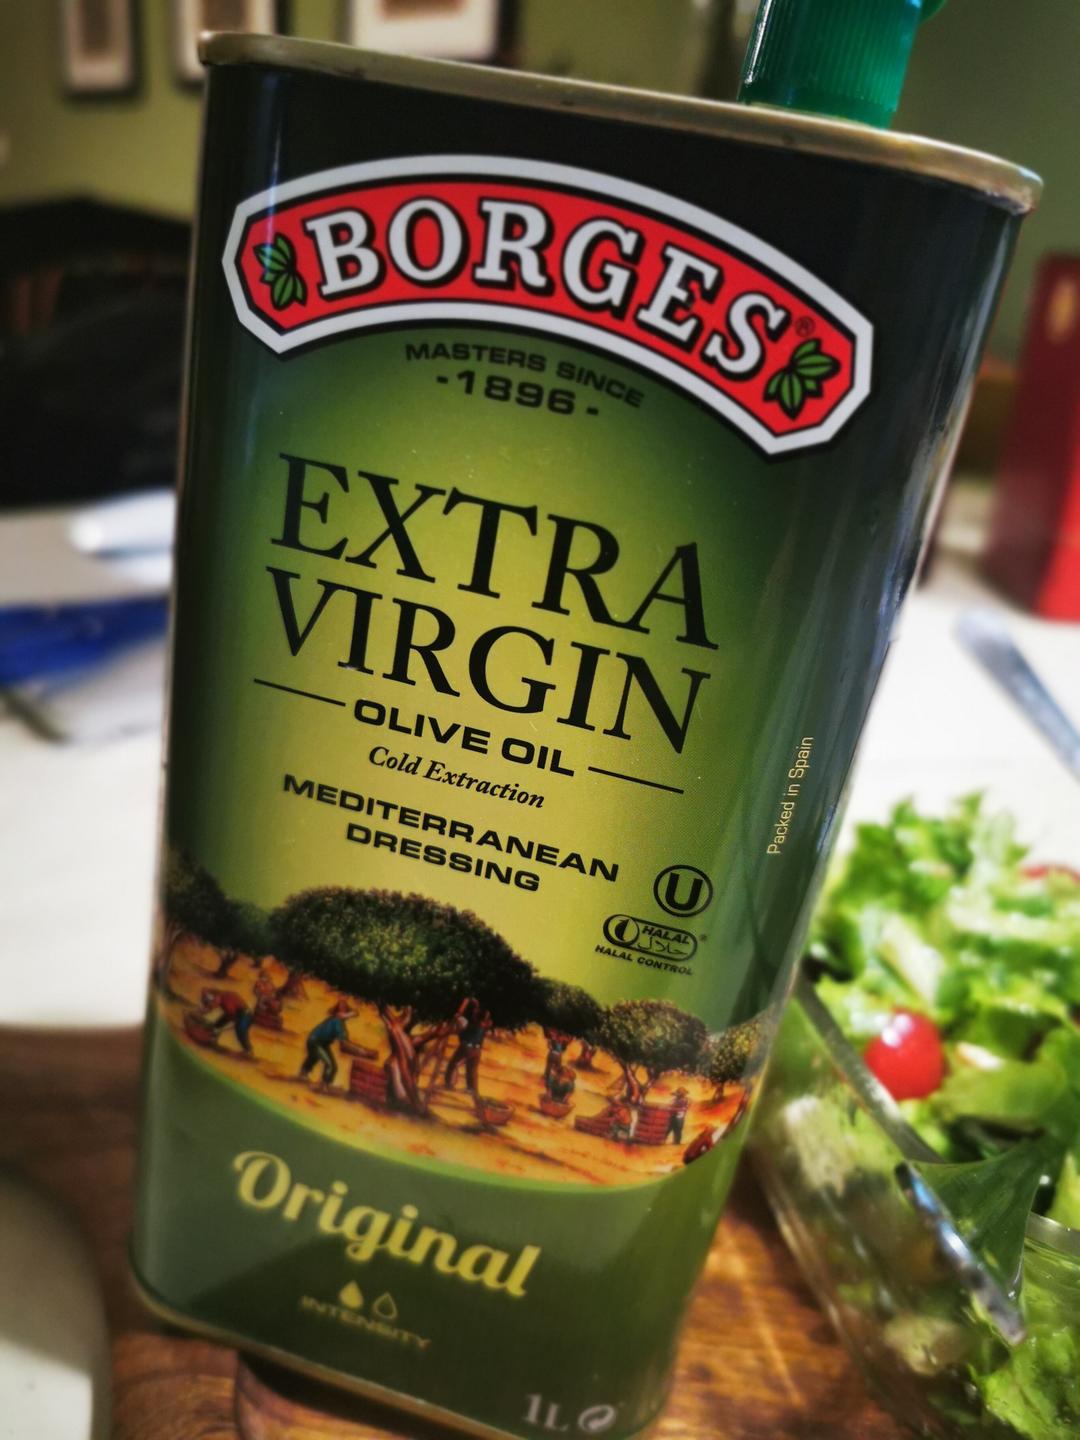 BORGES®
MASTERS SINCE
-1896-
EXTRA
VIRGIN
OLIVE OIL
Cold Extraction
MEDITERRANEAN
DRESSING
Packed in Spain
U
HALAL
حلال
HALAL CONTROL
®
Original
INTENSITY
1L